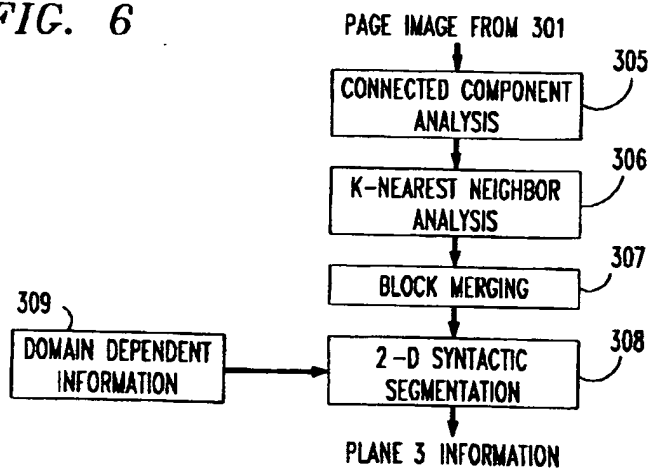 FIG. 6
PAGE IMAGE FROM 301
305
CONNECTED COMPONENT
ANALYSIS
306
K-NEAREST NEIGHBOR
ANALYSIS
307
BLOCK MERGING
309
DOMAIN DEPENDENT
INFORMATION
308
2-D SYNTACTIC
SEGMENTATION
PLANE 3 INFORMATION